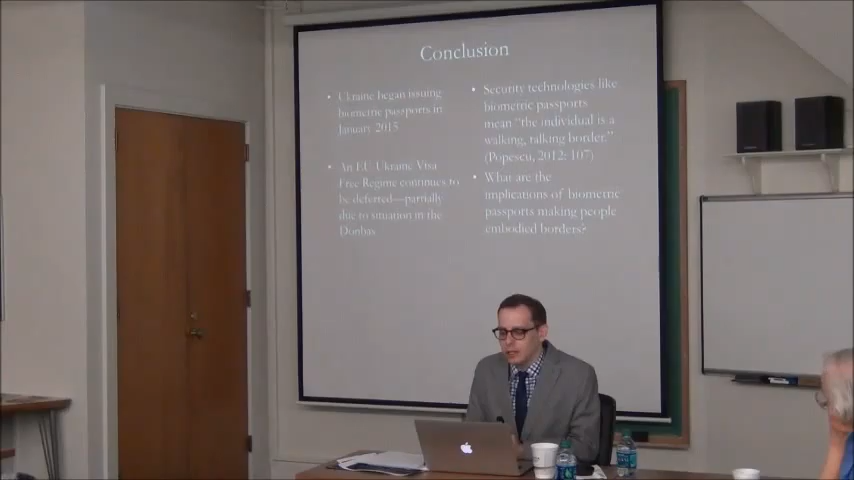 Conclusion
• Ukraine began issuing
biometric passports in
January 2015
• An EU-Ukraine Visa
Free Regime continues to
be deferred—partially
due to situation in the
Donbas
• Security technologies like
biometric passports
mean “the individual is a
walking, talking border.”
(Popescu, 2012: 107)
• What are the
implications of biometric
passports making people
embodied borders?